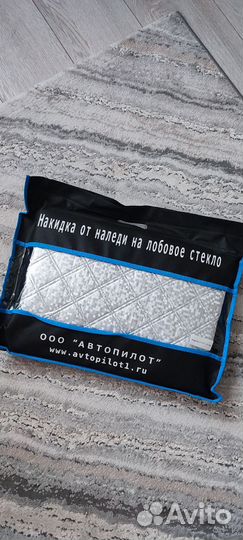 Накидка от наледи на лобовое стекло
ООО "АВТОПИЛОТ"
www.avtopilot1.ru
Avito